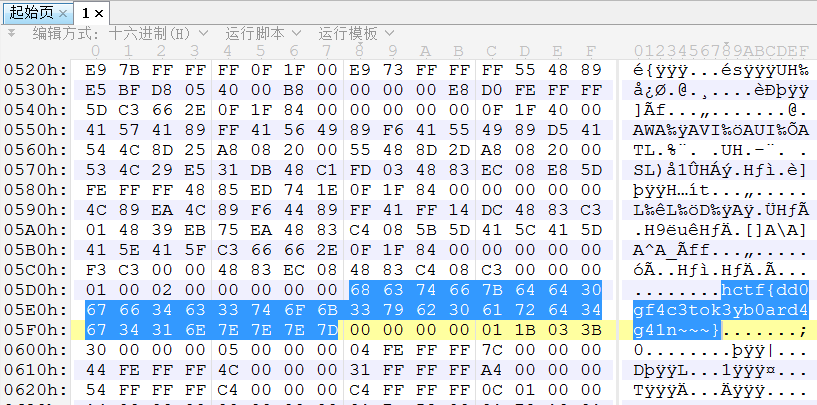 起始页 × 1 ×
编辑方式: 十六进制(H) 运行脚本 运行模板
0 1 2 3 4 5 6 7 8 9 A B C D E F 0123456789ABCDEF
0520h: E9 7B FF FF FF 0F 1F 00 E9 73 FF FF FF 55 48 89 é{ÿÿÿ...ésÿÿÿUH‰
0530h: E5 BF D8 05 40 00 B8 00 00 00 00 E8 D0 FE FF FF å¿Ø.@.¸....èÐþÿÿ
0540h: 5D C3 66 2E 0F 1F 84 00 00 00 00 00 0F 1F 40 00 ]Ãf...„.......@.
0550h: 41 57 41 89 FF 41 56 49 89 F6 41 55 49 89 D5 41 AWA‰ÿAVI‰öAUI‰ÕA
0560h: 54 4C 8D 25 A8 08 20 00 55 48 8D 2D A8 08 20 00 TL.%¨. .UH.-¨. .
0570h: 53 4C 29 E5 31 DB 48 C1 FD 03 48 83 EC 08 E8 5D SL)å1ÛHÁý.Hƒì.è]
0580h: FE FF FF 48 85 ED 74 1E 0F 1F 84 00 00 00 00 00 þÿÿH…ít...„.....
0590h: 4C 89 EA 4C 89 F6 44 89 FF 41 FF 14 DC 48 83 C3 L‰êL‰öD‰ÿAÿ.ÜHƒÃ
05A0h: 01 48 39 EB 75 EA 48 83 C4 08 5B 5D 41 5C 41 5D .H9ëuêHƒÄ.[]A\A]
05B0h: 41 5E 41 5F C3 66 66 2E 0F 1F 84 00 00 00 00 00 A^A_Ãff...„.....
05C0h: F3 C3 00 00 48 83 EC 08 48 83 C4 08 C3 00 00 00 óÃ..Hƒì.HƒÄ.Ã...
05D0h: 01 00 02 00 00 00 00 00 68 63 74 66 7B 64 64 30 ........hctf{dd0
05E0h: 67 66 34 63 33 74 6F 6B 33 79 62 30 61 72 64 34 gf4c3tok3yb0ard4
05F0h: 67 34 31 6E 7E 7E 7E 7D 00 00 00 00 01 1B 03 3B g41n~~~}.......;
0600h: 30 00 00 00 05 00 00 00 04 FE FF FF 7C 00 00 00 0........þÿÿ|...
0610h: 44 FE FF FF 4C 00 00 00 31 FF FF FF A4 00 00 00 DþÿÿL...1ÿÿÿ¤...
0620h: 54 FF FF FF C4 00 00 00 C4 FF FF FF 0C 01 00 00 TÿÿÿÄ...Äÿÿÿ....